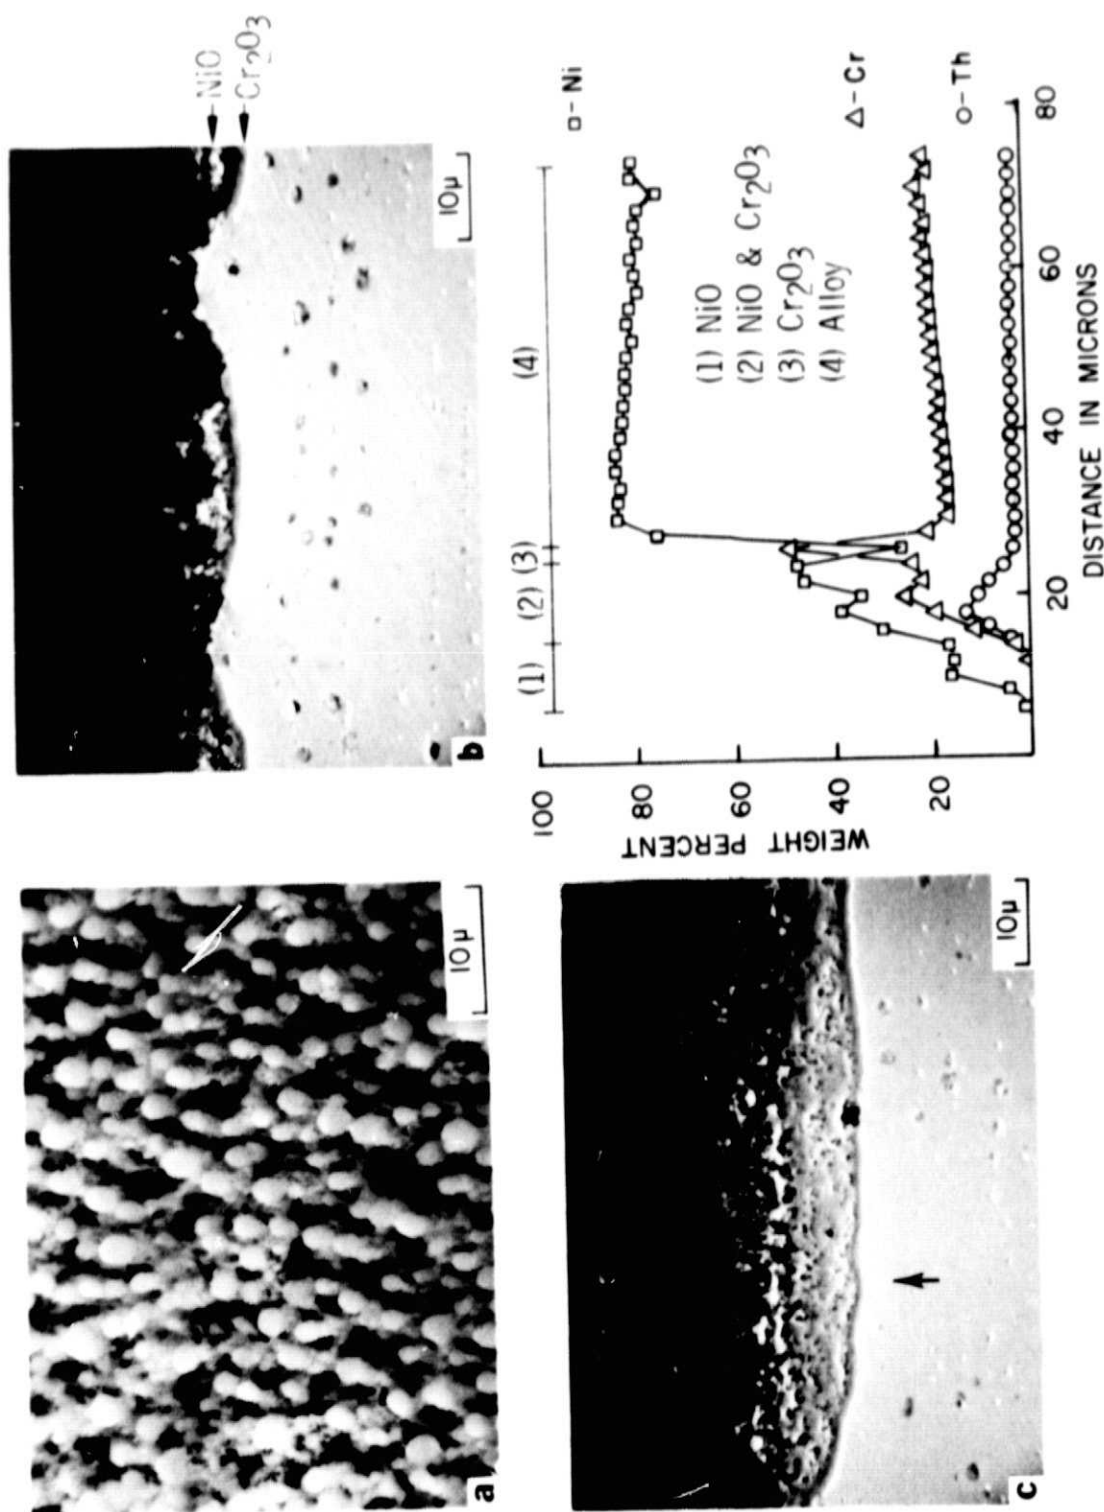 a
10μ
b
10μ
NiO
Cr₂O₃
c
10μ
WEIGHT PERCENT
100
80
60
40
20
(1) (2) (3) (4)
□-Ni
(1) NiO
(2) NiO & Cr₂O₃
(3) Cr₂O₃
(4) Alloy
△-Cr
○-Th
20 40 60 80
DISTANCE IN MICRONS